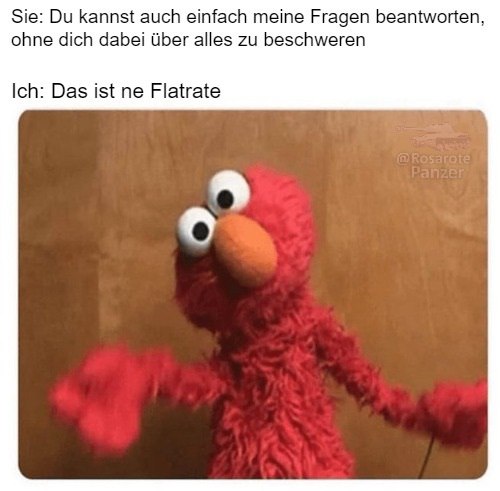 Sie: Du kannst auch einfach meine Fragen beantworten,
ohne dich dabei über alles zu beschweren
Ich: Das ist ne Flatrate
@Rosarote
Panzer